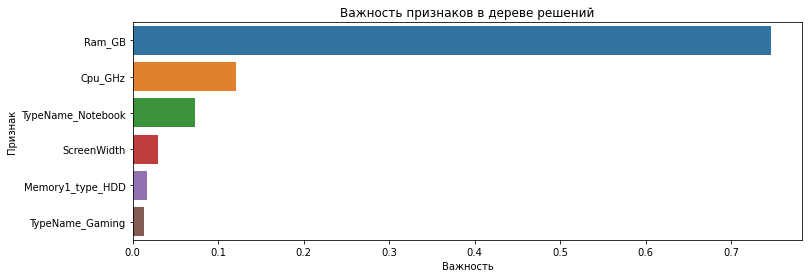 Важность признаков в дереве решений
Признак
Ram_GB
Cpu_GHz
TypeName_Notebook
ScreenWidth
Memory1_type_HDD
TypeName_Gaming
0.0 0.1 0.2 0.3 0.4 0.5 0.6 0.7
Важность